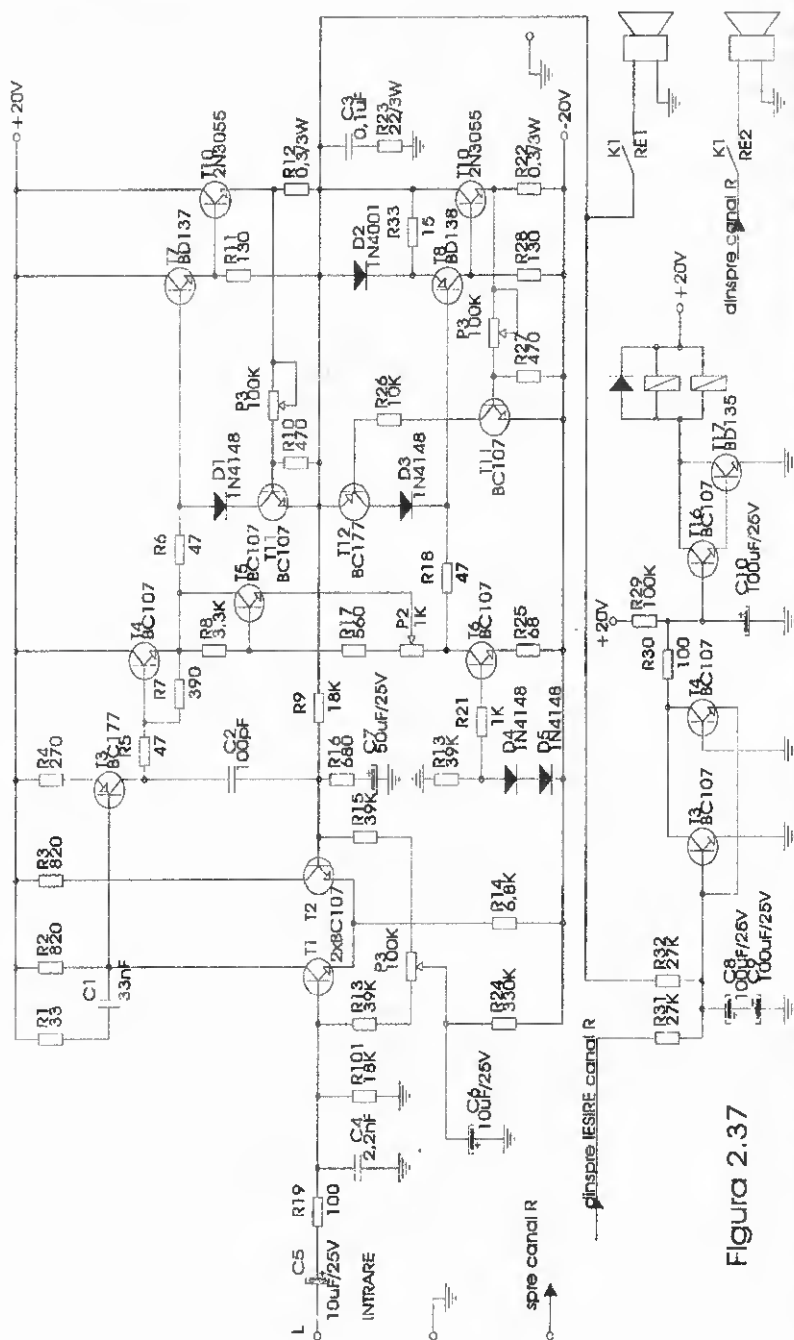 +20V
R1
33
R2
820
R3
820
R4
270
C1
33nF
T3
BC177
R5
47
R7
390
T4
BC107
R6
47
T7
BD137
T10
2N3055
R11
130
R12
0,3/3W
R8
3.3K
T5
BC107
D1
1N4148
T11
BC107
P3
100K
R10
470
C2
00pF
C3
0,1uF
R23
22/3W
L
C5
10uF/25V
INTRARE
R19
100
C4
2,2nF
R101
18K
R13
39K
T1
T2
2xBC107
P3
100K
R15
39K
R16
680
C7
50uF/25V
R9
18K
R17
560
P2
1K
T12
BC177
D3
1N4148
R26
10K
D2
1N4001
R33
15
T8
BD138
T10
2N3055
R18
47
R13
39K
R21
1K
T6
BC107
D4
1N4148
D5
1N4148
R25
68
T11
BC107
P3
100K
R27
470
R28
130
R22
0,3/3W
-20V
R14
6,8K
R24
330K
C6
10uF/25V
spre canal R
dinspre IESIRE canal R
R31
27K
R32
27K
C8
100uF/25V
C9
100uF/25V
T3
BC107
T4
BC107
R30
100
+20V
R29
100K
C10
100uF/25V
T16
BC107
T17
BD135
+20V
K1
RE1
K1
RE2
dinspre canal R
Figura 2.37